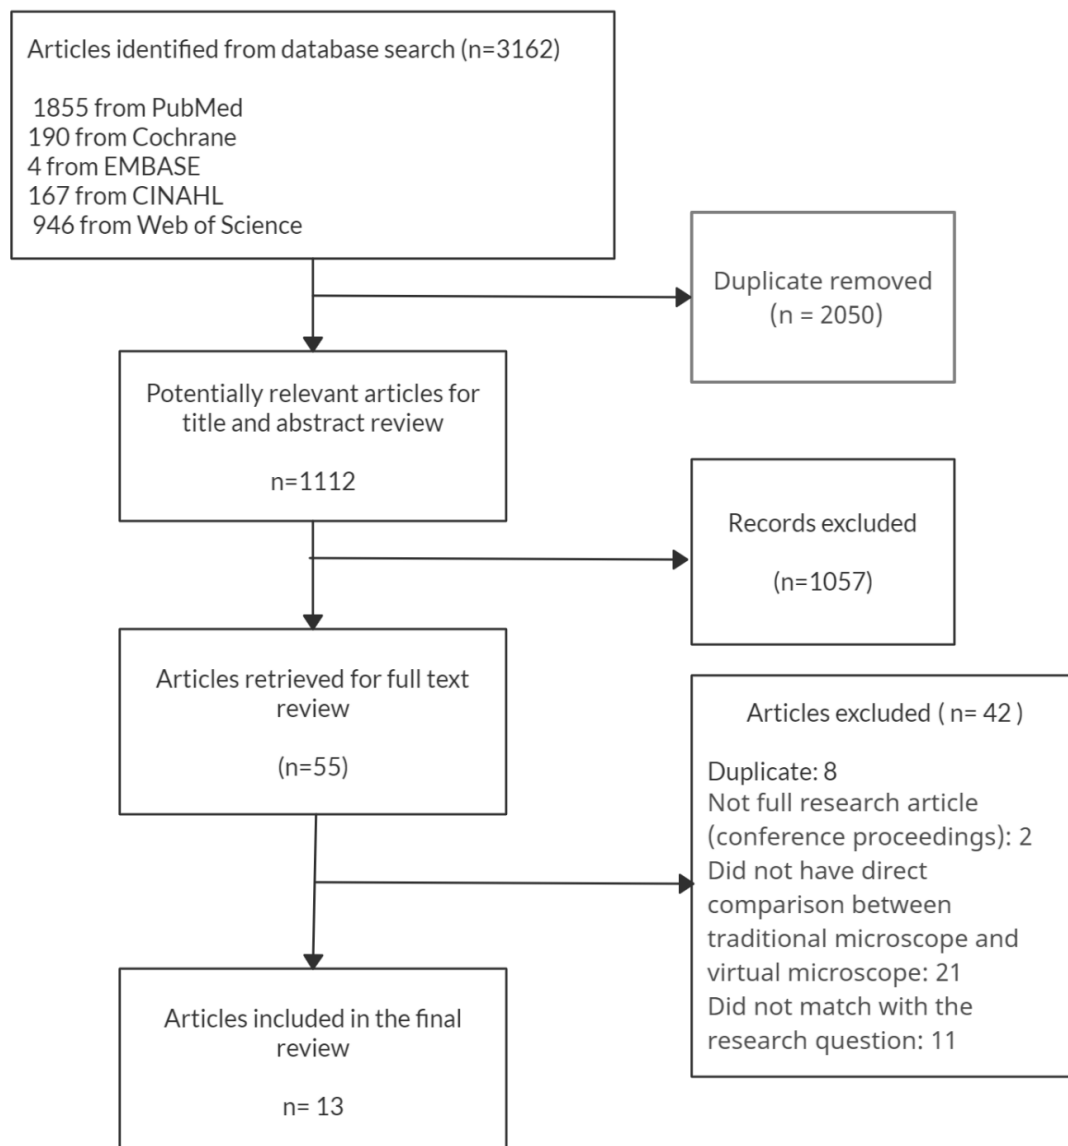 Articles identified from database search (n=3162)
1855 from PubMed
190 from Cochrane
4 from EMBASE
167 from CINAHL
946 from Web of Science
Duplicate removed
(n = 2050)
Potentially relevant articles for
title and abstract review
n=1112
Records excluded
(n=1057)
Articles retrieved for full text
review
(n=55)
Articles excluded ( n= 42 )
Duplicate: 8
Not full research article
(conference proceedings): 2
Did not have direct
comparison between
traditional microscope and
virtual microscope: 21
Did not match with the
research question: 11
Articles included in the final
review
n= 13